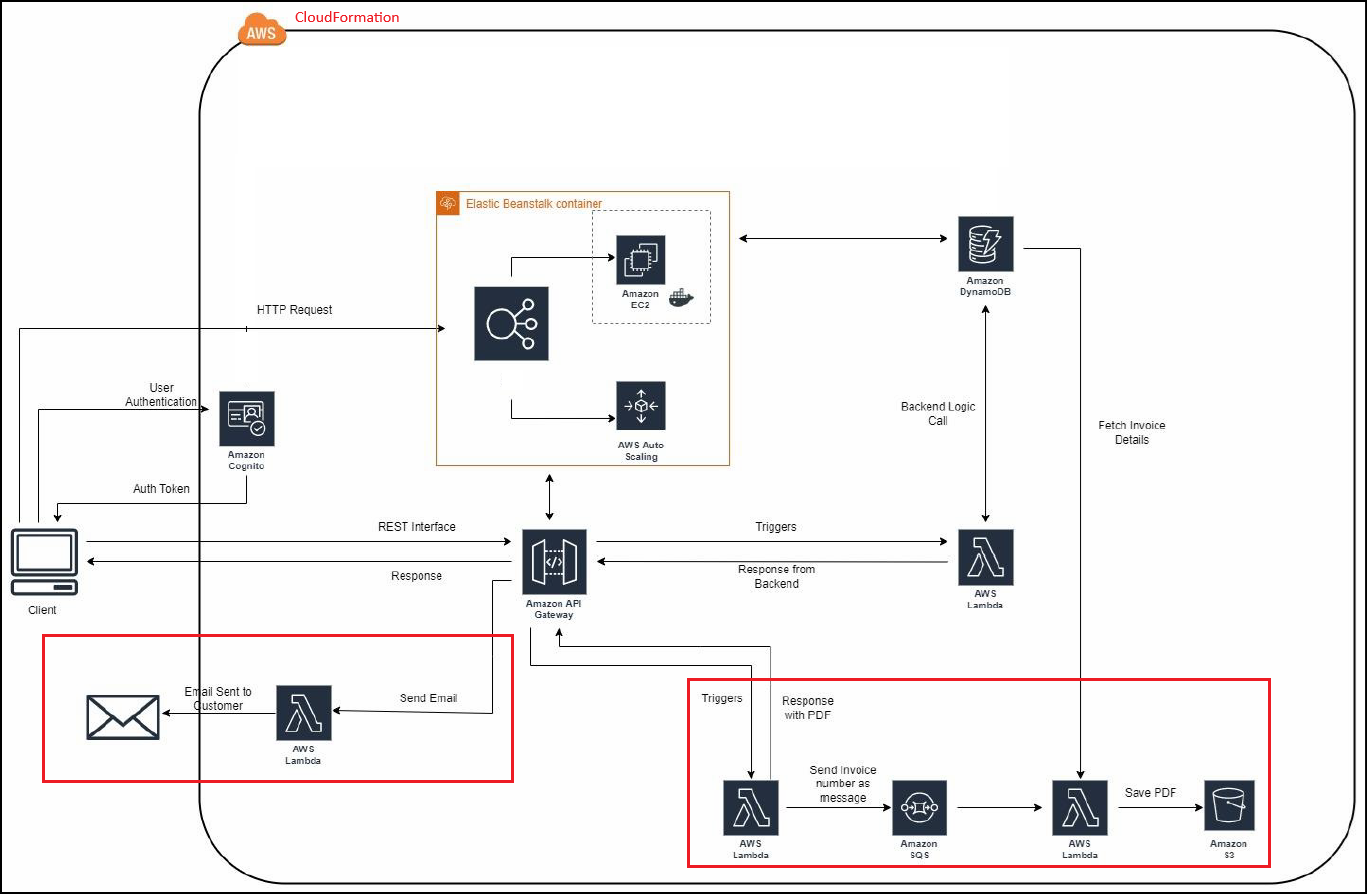 CloudFormation
AWS
Elastic Beanstalk container
Amazon
EC2
Amazon
DynamoDB
HTTP Request
User
Authentication
Amazon
Cognito
AWS Auto
Scaling
Backend Logic
Call
Fetch Invoice
Details
Auth Token
REST Interface
Triggers
Response
Response from
Backend
Client
Amazon API
Gateway
AWS
Lambda
Email Sent to
Customer
Send Email
AWS
Lambda
Triggers
Response
with PDF
Send Invoice
number as
message
Save PDF
AWS
Lambda
Amazon
SQS
AWS
Lambda
Amazon
S3